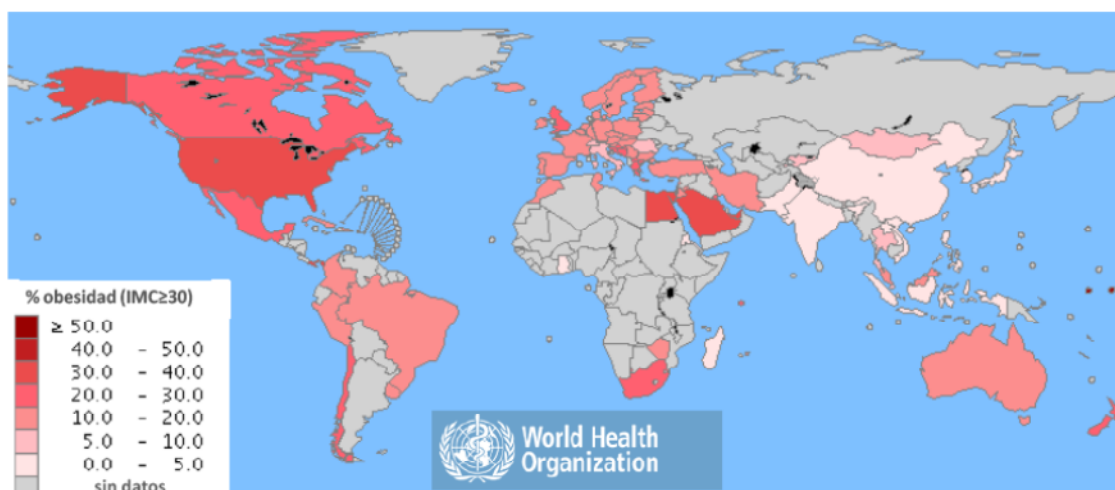 % obesidad (IMC≥30)
≥ 50.0
40.0 - 50.0
30.0 - 40.0
20.0 - 30.0
10.0 - 20.0
5.0 - 10.0
0.0 - 5.0
sin datos
World Health
Organization